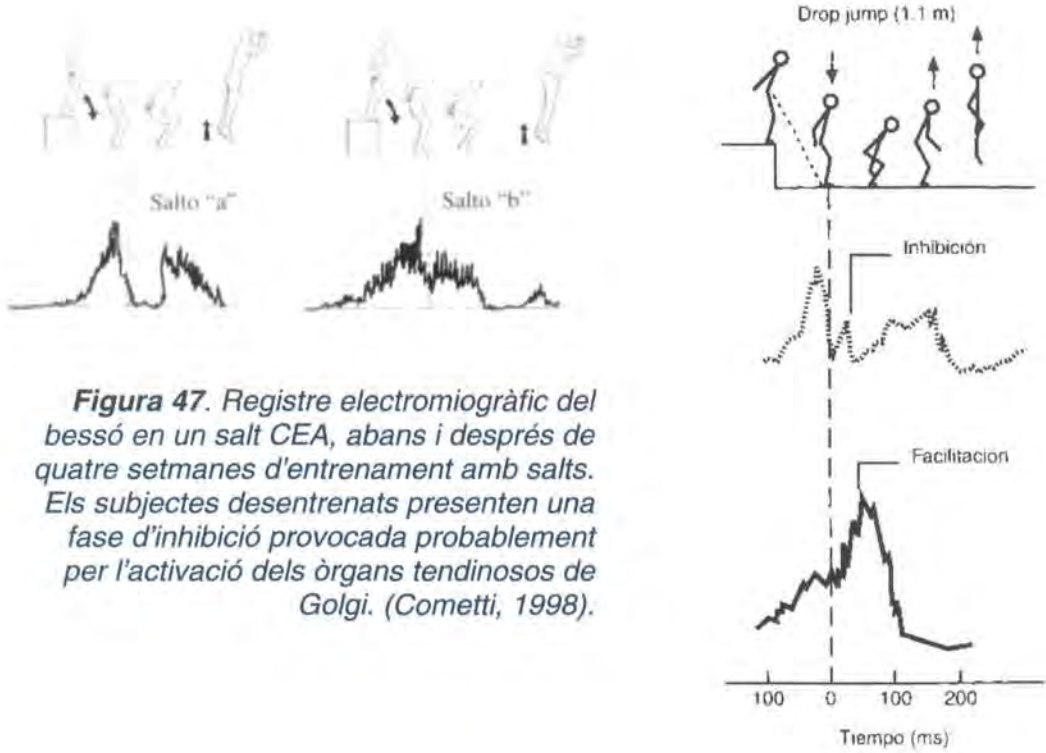 Salto "a"
Salto "b"
Figura 47. Registre electromiogràfic del
bessó en un salt CEA, abans i després de
quatre setmanes d'entrenament amb salts.
Els subjectes desentrenats presenten una
fase d'inhibició provocada probablement
per l'activació dels òrgans tendinosos de
Golgi. (Cometti, 1998).
Drop jump (1.1 m)
Inhibición
Facilitación
100 0 100 200
Tiempo (ms)